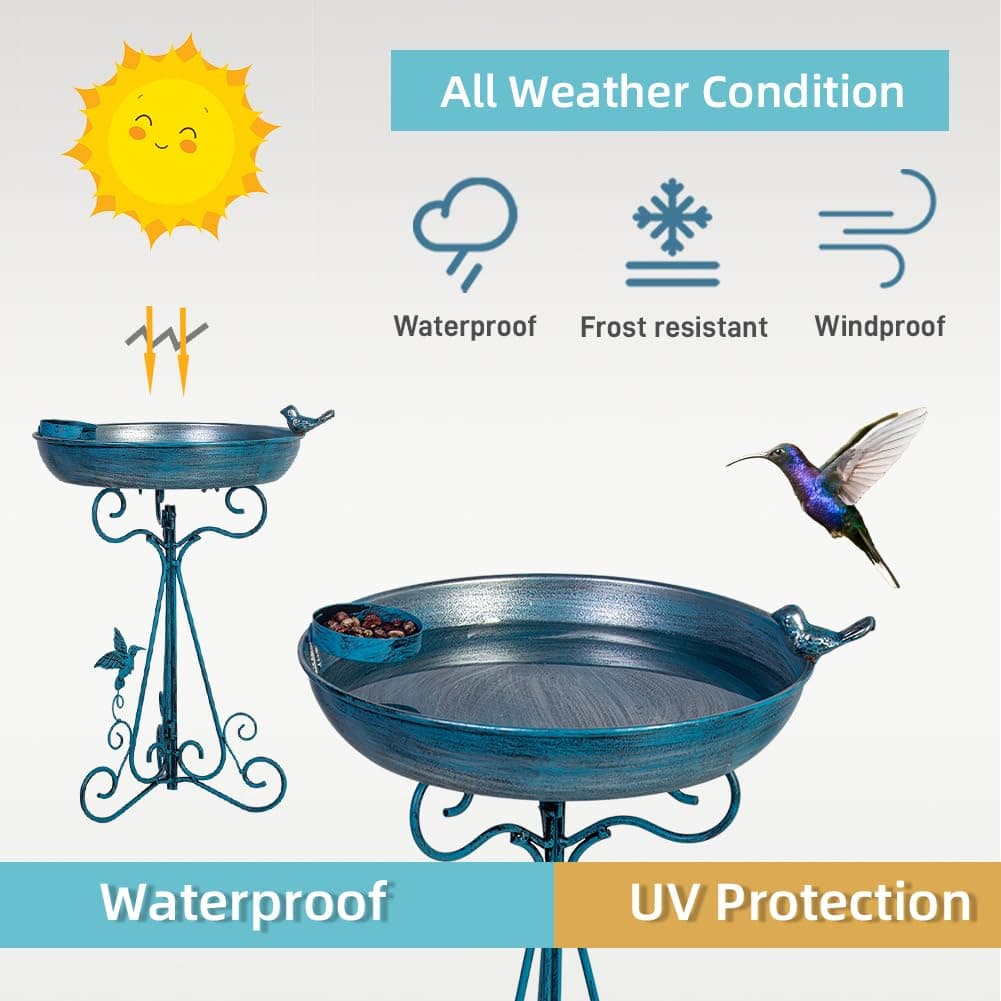 All Weather Condition
Waterproof
Frost resistant
Windproof
Waterproof
UV Protection